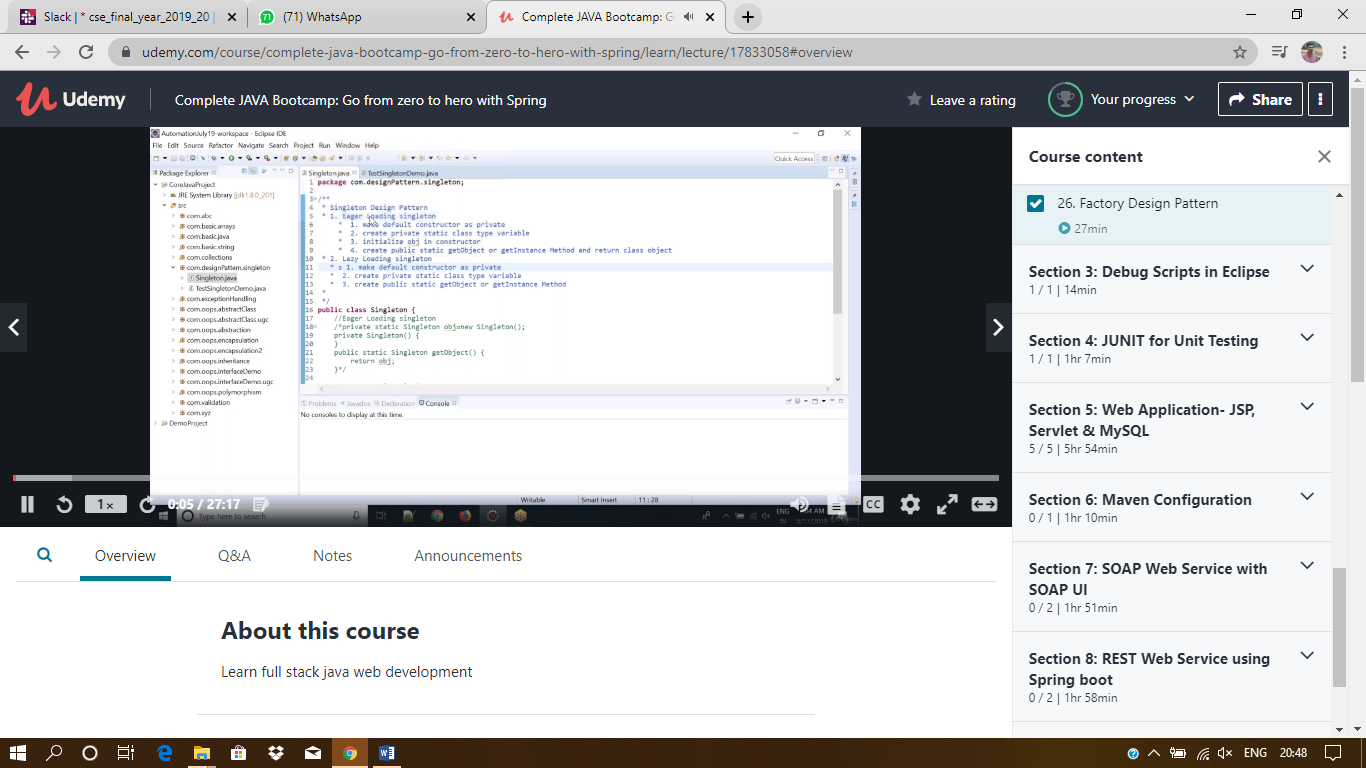 Slack | * cse_final_year_2019_20 |
(71) WhatsApp
Complete JAVA Bootcamp: G
udemy.com/course/complete-java-bootcamp-go-from-zero-to-hero-with-spring/learn/lecture/17833058#overview
Udemy
Complete JAVA Bootcamp: Go from zero to hero with Spring
Leave a rating
Your progress
Share
AutomationJuly19-workspace - Eclipse IDE
File Edit Source Refactor Navigate Search Project Run Window Help
Quick Access
Package Explorer
CoreJavaProject
JRE System Library [jdk1.8.0_201]
src
com.abc
com.basic.arrays
com.basic.java
com.basic.string
com.collections
com.designPattern.singleton
Singleton.java
TestSingletonDemo.java
com.exceptionHandling
com.oops.abstractClass
com.oops.abstractClass.ugc
com.oops.abstraction
com.oops.encapsulation
com.oops.encapsulation2
com.oops.inheritance
com.oops.interfaceDemo
com.oops.interfaceDemo.ugc
com.oops.polymorphism
com.validation
com.xyz
DemoProject
Singleton.java TestSingletonDemo.java
1 package com.designPattern.singleton;
2
3 /**
4 * Singleton Design Pattern
5 * 1. Eager Loading singleton
6 * 1. make default constructor as private
7 * 2. create private static class type variable
8 * 3. initialize obj in constructor
9 * 4. create public static getObject or getInstance Method and return class object
10 * 2. Lazy Loading singleton
11 * s 1. make default constructor as private
12 * 2. create private static class type variable
13 * 3. create public static getObject or getInstance Method
14 *
15 */
16 public class Singleton {
17 //Eager Loading singleton
18 /*private static Singleton obj=new Singleton();
19 private Singleton() {
20 }
21 public static Singleton getObject() {
22 return obj;
23 }*/
24
Problems Javadoc Declaration Console
No consoles to display at this time.
Writable Smart Insert 11 : 28
1x
0:05 / 27:17
CC
Type here to search
ENG
IN 8/17/2019
Course content
26. Factory Design Pattern
27min
Section 3: Debug Scripts in Eclipse
1 / 1 | 14min
Section 4: JUNIT for Unit Testing
1 / 1 | 1hr 7min
Section 5: Web Application- JSP,
Servlet & MySQL
5 / 5 | 5hr 54min
Section 6: Maven Configuration
0 / 1 | 1hr 10min
Section 7: SOAP Web Service with
SOAP UI
0 / 2 | 1hr 51min
Section 8: REST Web Service using
Spring boot
0 / 2 | 1hr 58min
Overview
Q&A
Notes
Announcements
About this course
Learn full stack java web development
ENG 20:48